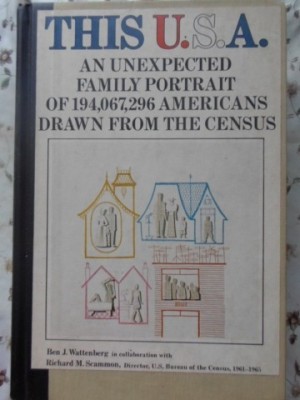 THIS U.S.A.
AN UNEXPECTED
FAMILY PORTRAIT
OF 194,067,296 AMERICANS
DRAWN FROM THE CENSUS
Ben J. Wattenberg in collaboration with
Richard M. Scammon, Director, U.S. Bureau of the Census, 1961-1965